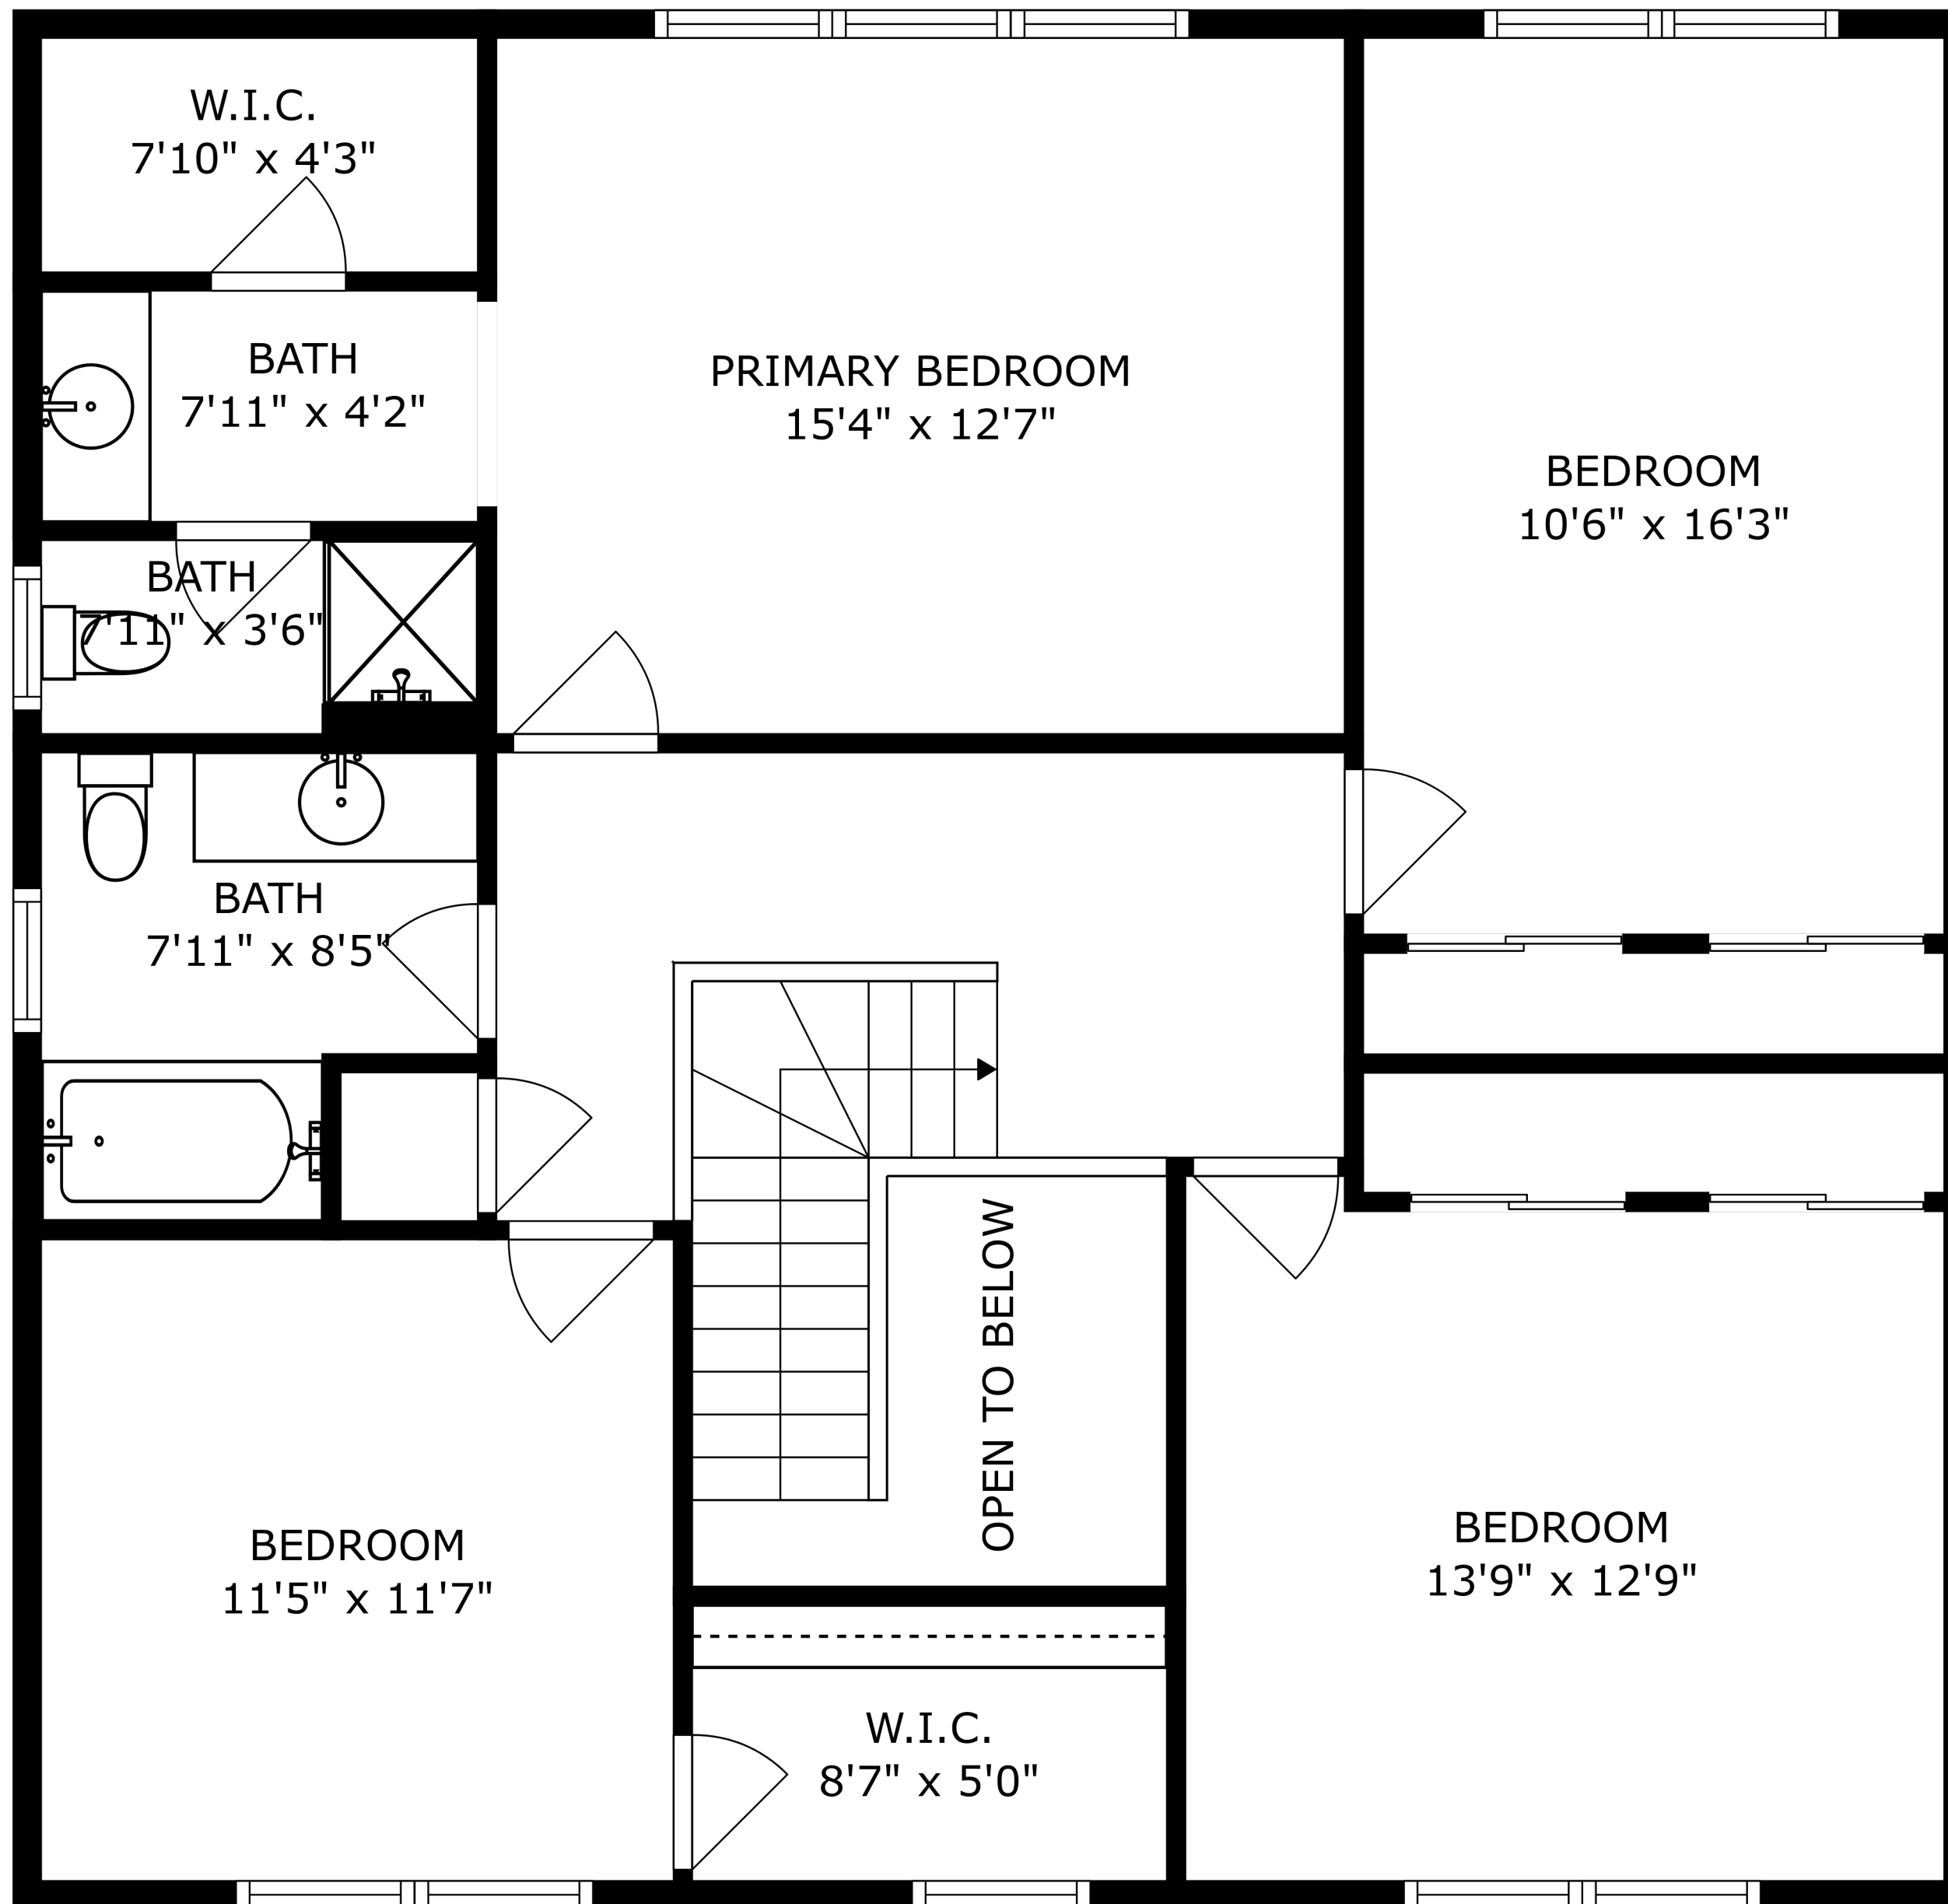 W.I.C.
7'10" x 4'3"
BATH
7'11" x 4'2"
PRIMARY BEDROOM
15'4" x 12'7"
BEDROOM
10'6" x 16'3"
BATH
7'11" x 3'6"
BATH
7'11" x 8'5"
OPEN TO BELOW
BEDROOM
11'5" x 11'7"
BEDROOM
13'9" x 12'9"
W.I.C.
8'7" x 5'0"